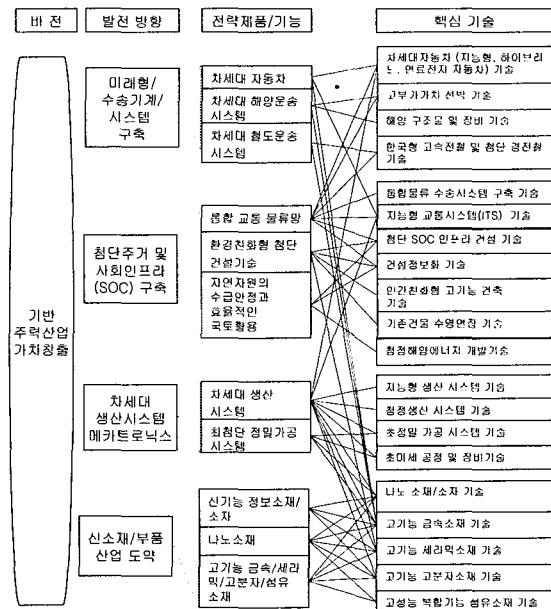 바 전
발전 방향
전략제품/기능
핵심 기술
기반
주력산업
가치창출
미래형/
수송기계/
시스템
구축
첨단주거 및
사회인프라
(SOC) 구축
차세대
생산시스템
메카트로닉스
신소재/부품
산업 도약
차세대 자동차
차세대 해양운송
시스템
차세대 철도운송
시스템
통합 교통 물류망
환경친화형 첨단
건설기술
자연자원의
수급안정과
효율적인
국토활용
차세대 생산
시스템
최첨단 정밀가공
시스템
신기능 정보소재/
소자
나노소재
고기능 금속/세라
믹/고분자/섬유
소재
차세대자동차 (지능형, 하이브리
드, 연료전지 자동차) 기술
고부가가치 선박 기술
해양 구조물 및 장비 기술
한국형 고속전철 및 첨단 경전철
기술
통합물류 수송시스템 구축 기술
지능형 교통시스템(ITS) 기술
첨단 SOC 인프라 건설 기술
건설정보화 기술
인간친화형 고기능 건축
기술
기존건물 수명연장 기술
청정해양에너지 개발기술
지능형 생산 시스템 기술
청정생산 시스템 기술
초정밀 가공 시스템 기술
초미세 공정 및 장비기술
나노 소재/소자 기술
고기능 금속소재 기술
고기능 세라믹소재 기술
고기능 고분자소재 기술
고성능 복합기능 섬유소재 기술